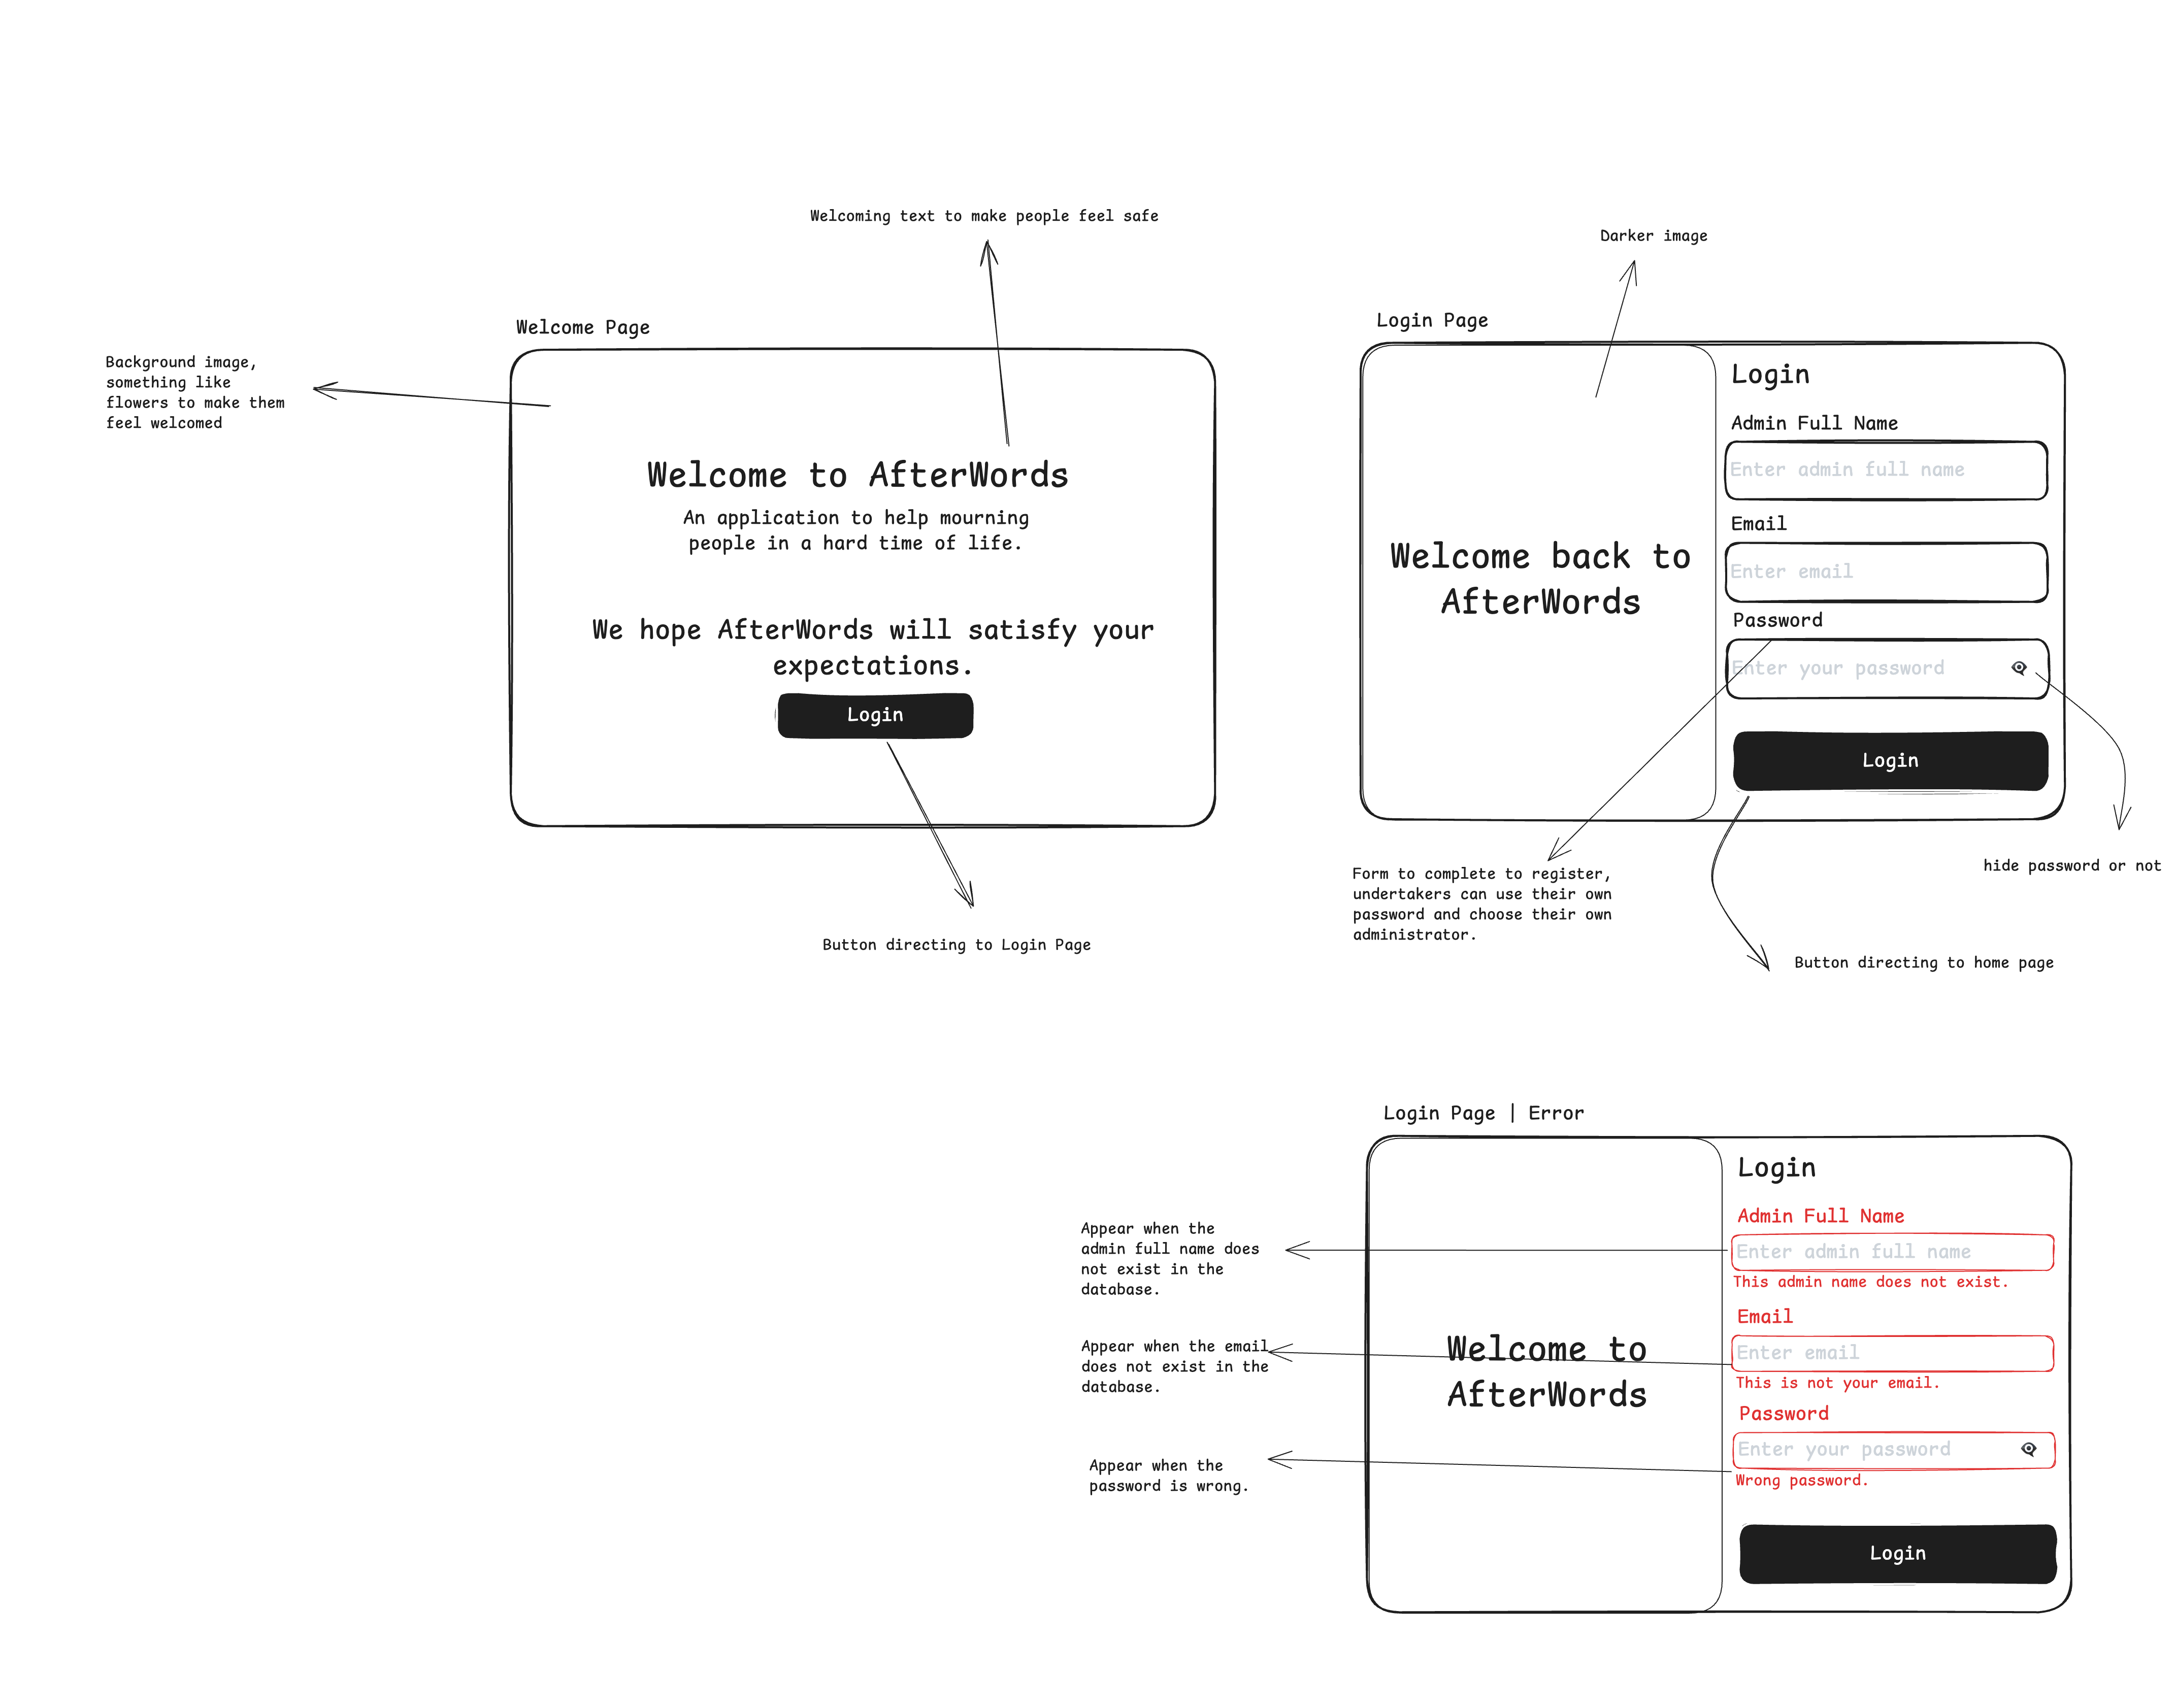 Welcoming text to make people feel safe
Welcome Page
Background image,
something like
flowers to make them
feel welcomed
Welcome to AfterWords
An application to help mourning
people in a hard time of life.
We hope AfterWords will satisfy your
expectations.
Login
Button directing to Login Page
Darker image
Login Page
Welcome back to
AfterWords
Login
Admin Full Name
Enter admin full name
Email
Enter email
Password
Enter your password
Login
Form to complete to register,
undertakers can use their own
password and choose their own
administrator.
hide password or not
Button directing to home page
Login Page | Error
Appear when the
admin full name does
not exist in the
database.
Appear when the email
does not exist in the
database.
Appear when the
password is wrong.
Welcome to
AfterWords
Login
Admin Full Name
Enter admin full name
This admin name does not exist.
Email
Enter email
This is not your email.
Password
Enter your password
Wrong password.
Login